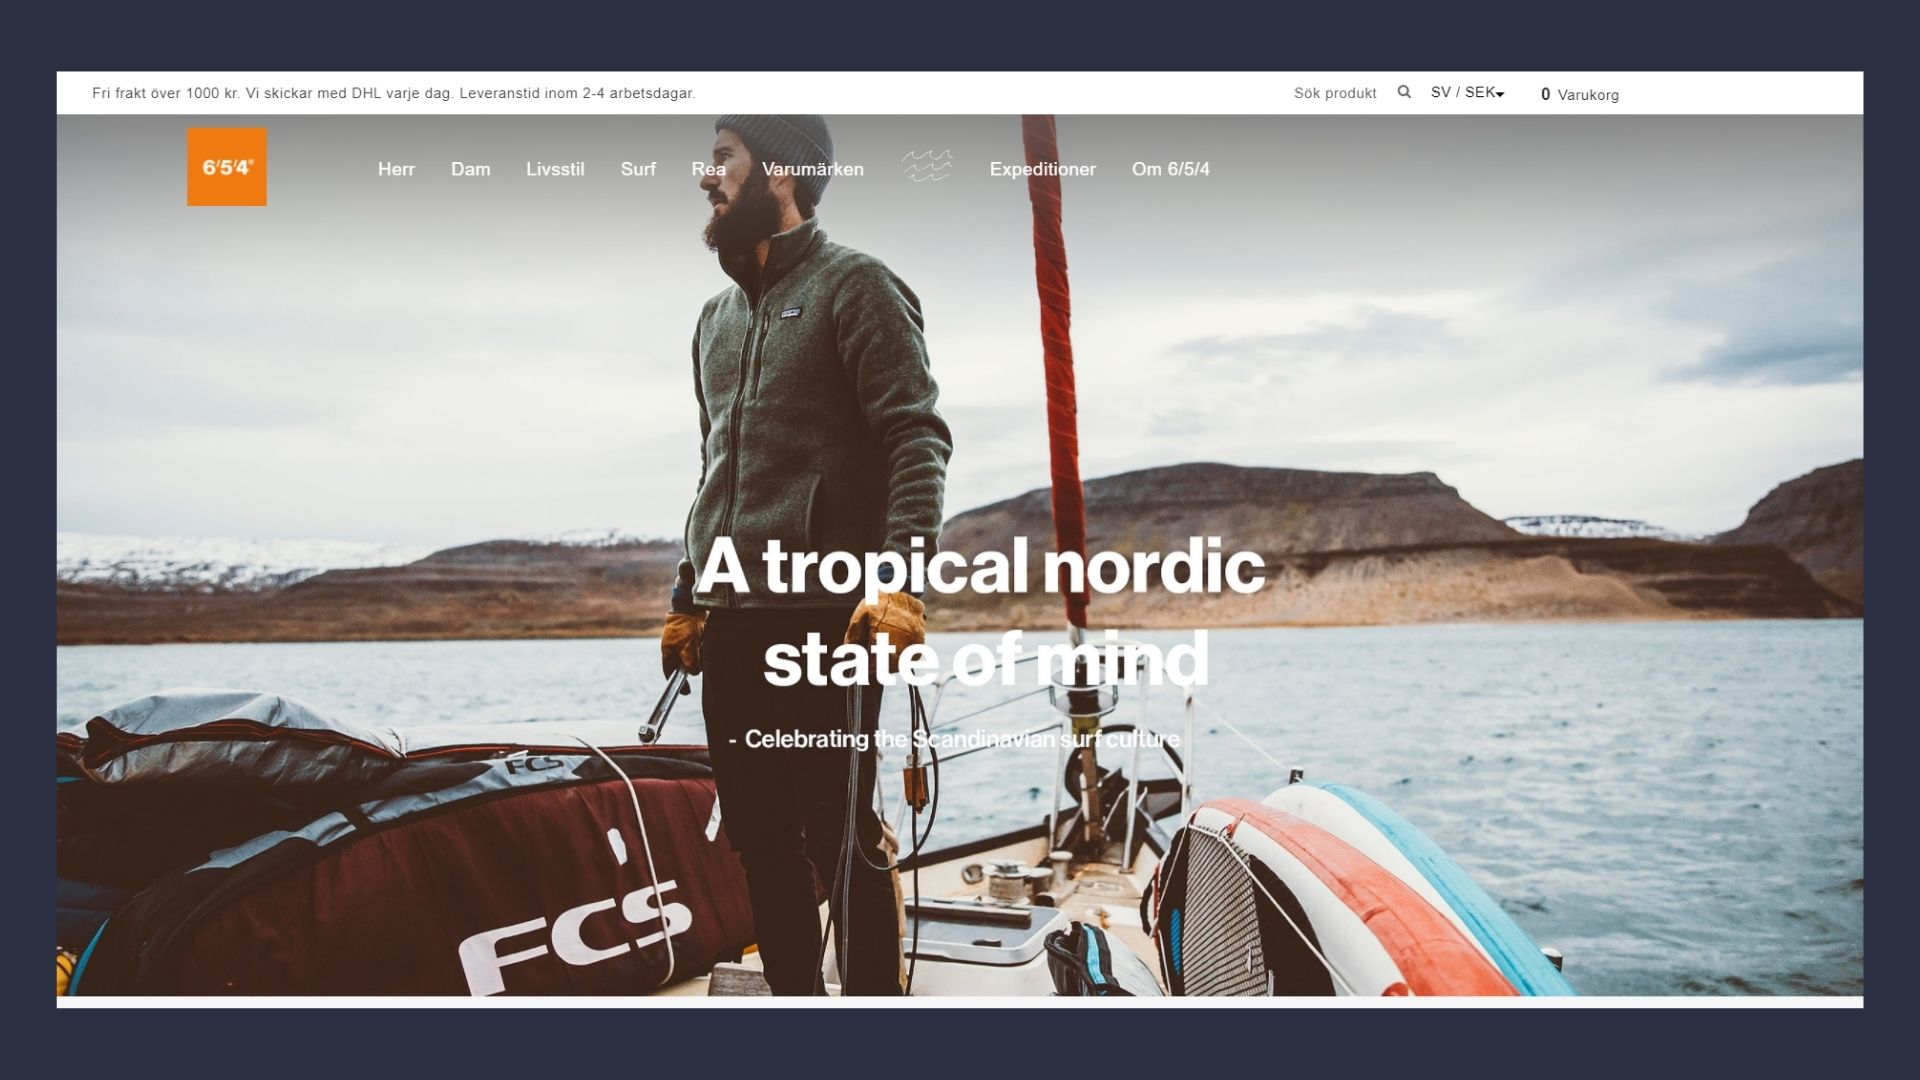 Fri frakt över 1000 kr. Vi skickar med DHL varje dag. Leveranstid inom 2-4 arbetsdagar.
Sök produkt SV / SEK 0 Varukorg
6'5'4'® Herr Dam Livsstil Surf Rea Varumärken Expeditioner Om 6/5/4
A tropical nordic
state of mind
- Celebrating the Scandinavian surf culture
FCS
FCS